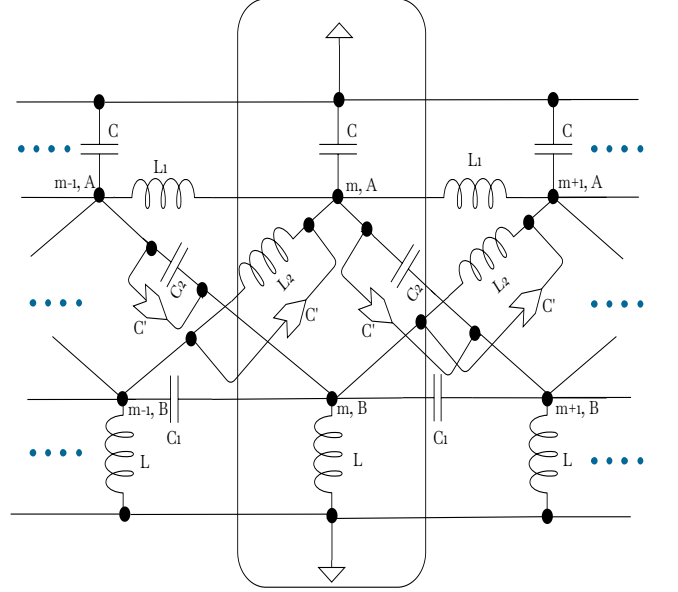 C C C
L1 L1
m-1, A m, A m+1, A
C2 L2 C2 L2
C' C' C' C'
m-1, B m, B m+1, B
C1 C1
L L L